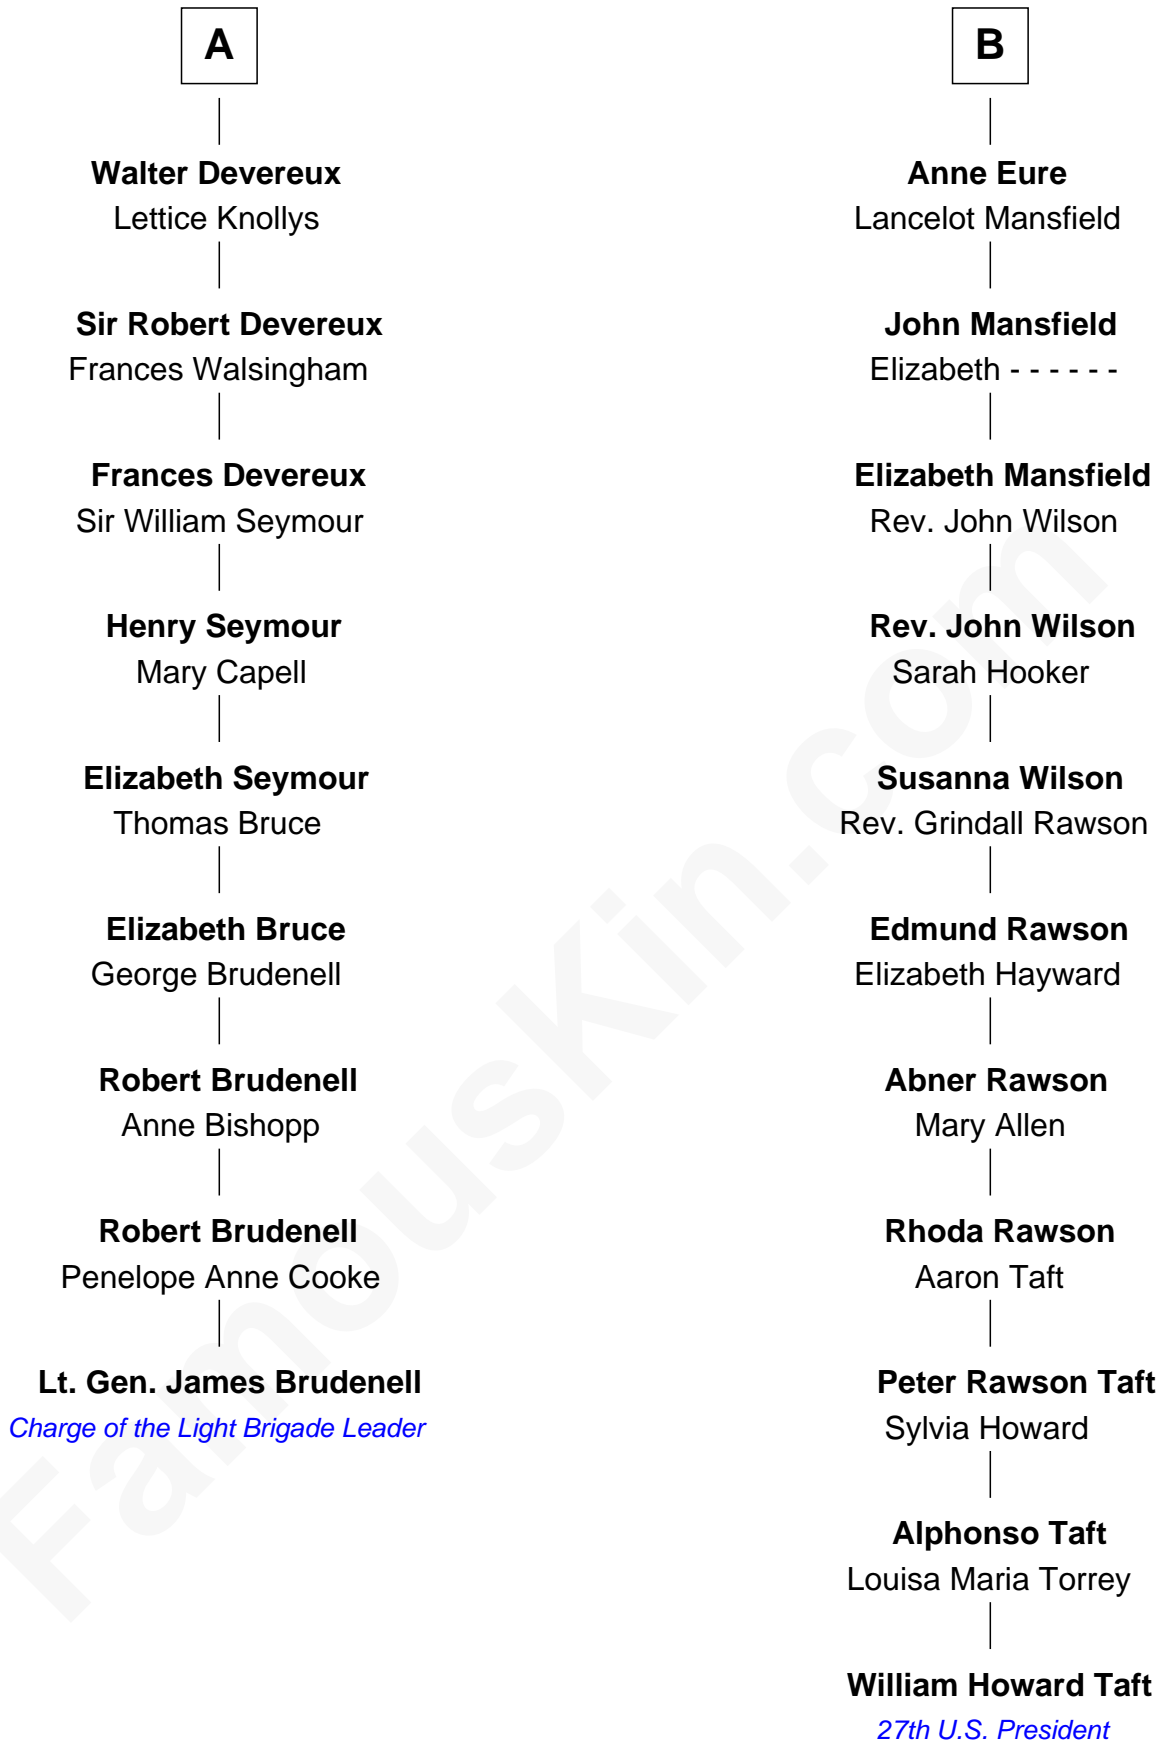 A
Walter Devereux
Lettice Knollys
Sir Robert Devereux
Frances Walsingham
Frances Devereux
Sir William Seymour
Henry Seymour
Mary Capell
Elizabeth Seymour
Thomas Bruce
Elizabeth Bruce
George Brudenell
Robert Brudenell
Anne Bishopp
Robert Brudenell
Penelope Anne Cooke
Lt. Gen. James Brudenell
Charge of the Light Brigade Leader
B
Anne Eure
Lancelot Mansfield
John Mansfield
Elizabeth - - - - - -
Elizabeth Mansfield
Rev. John Wilson
Rev. John Wilson
Sarah Hooker
Susanna Wilson
Rev. Grindall Rawson
Edmund Rawson
Elizabeth Hayward
Abner Rawson
Mary Allen
Rhoda Rawson
Aaron Taft
Peter Rawson Taft
Sylvia Howard
Alphonso Taft
Louisa Maria Torrey
William Howard Taft
27th U.S. President
FamousKin.com